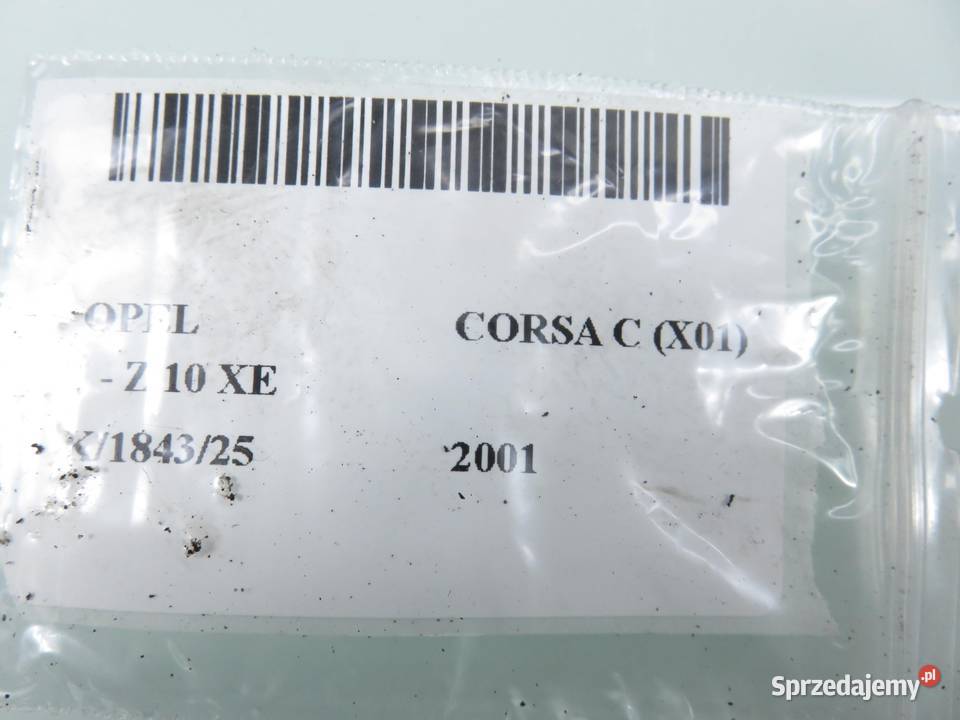 OPEL CORSA C (X01)
- Z 10 XE
K/1843/25 2001
Sprzedajemy.pl